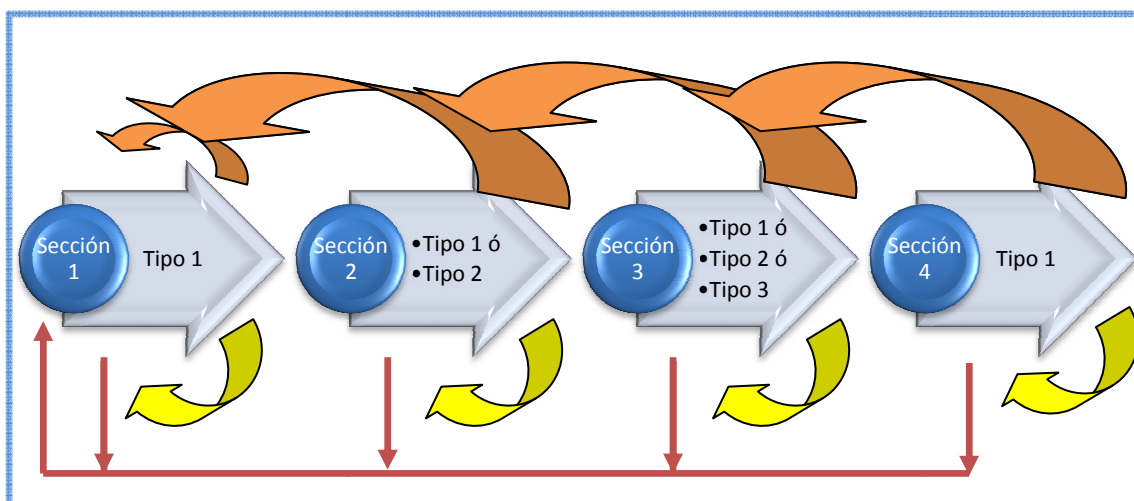 Sección
1
Tipo 1
Sección
2
•Tipo 1 ó
•Tipo 2
Sección
3
•Tipo 1 ó
•Tipo 2 ó
•Tipo 3
Sección
4
Tipo 1